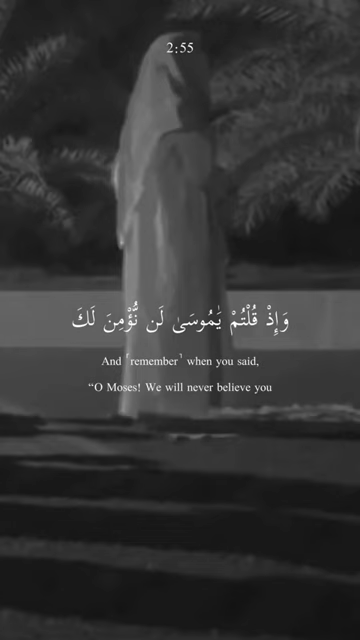 2:55
وَإِذْ قُلْتُمْ يَٰمُوسَىٰ لَن نُّؤْمِنَ لَكَ
And ˹remember˺ when you said,
“O Moses! We will never believe you